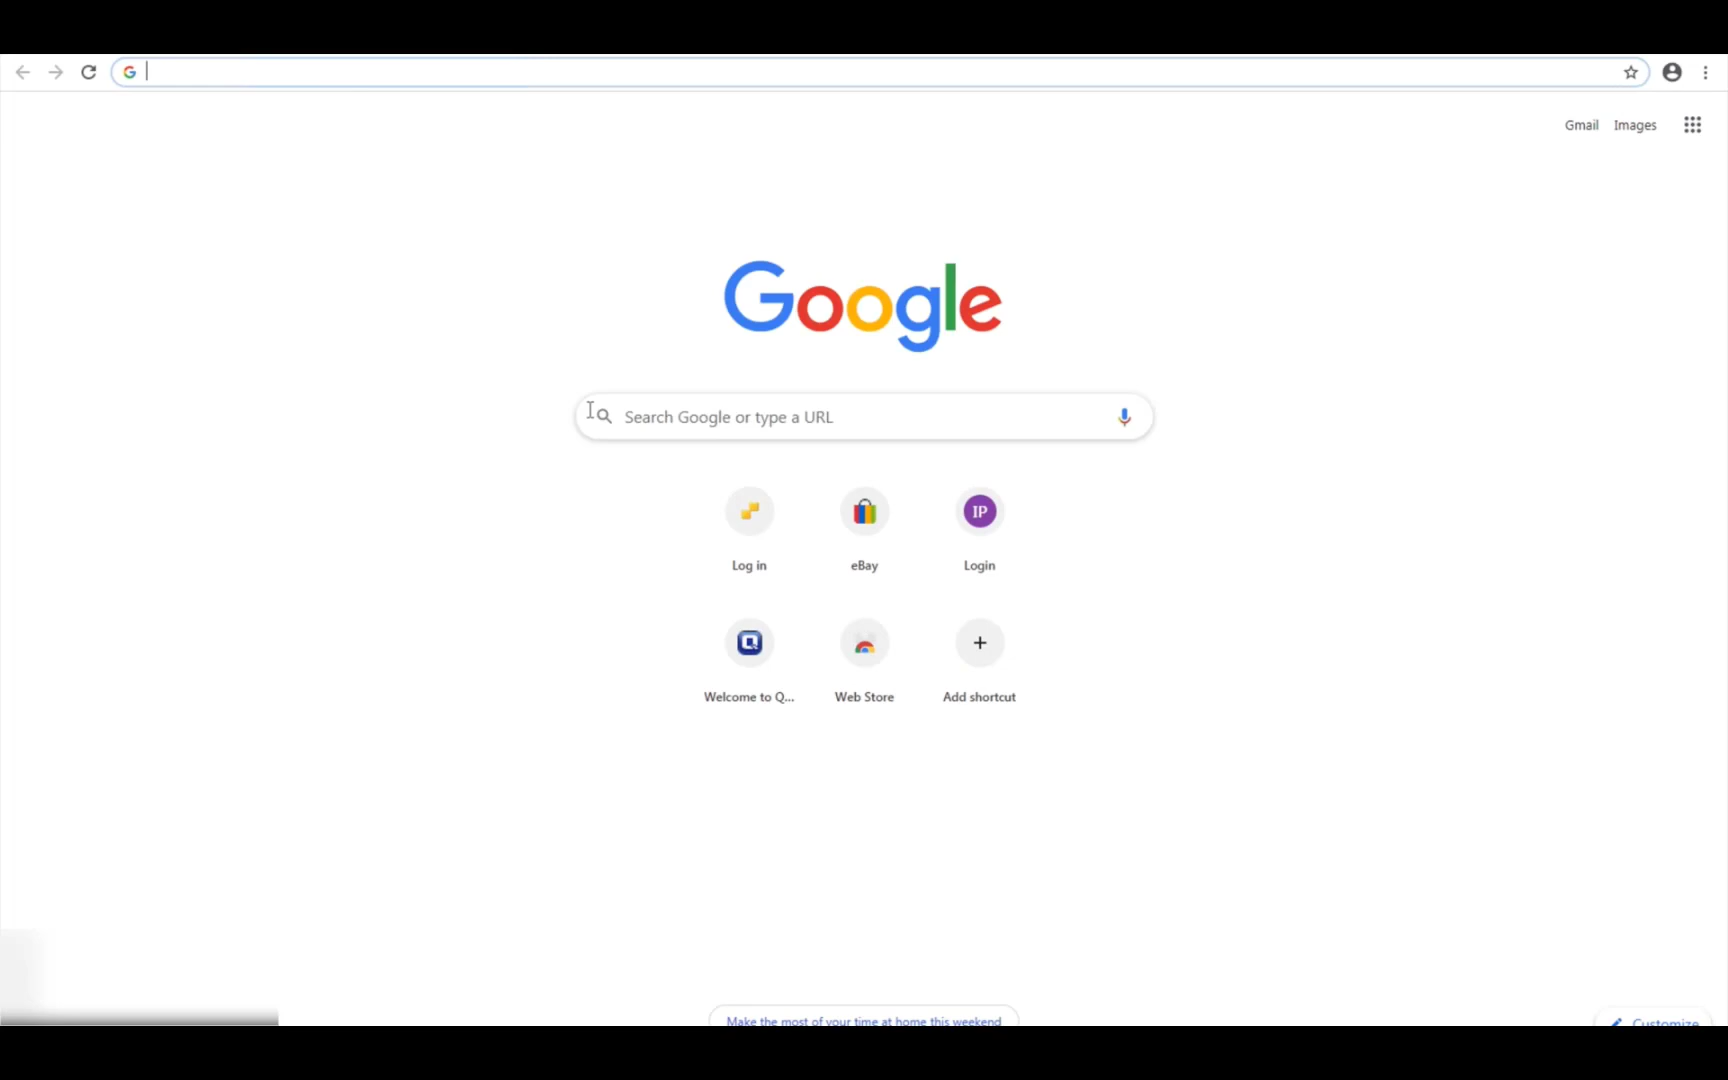 Gmail Images
Google
Search Google or type a URL
IP
Log in
eBay
Login
Welcome to Q...
Web Store
Add shortcut
Make the most of your time at home this weekend
Customize